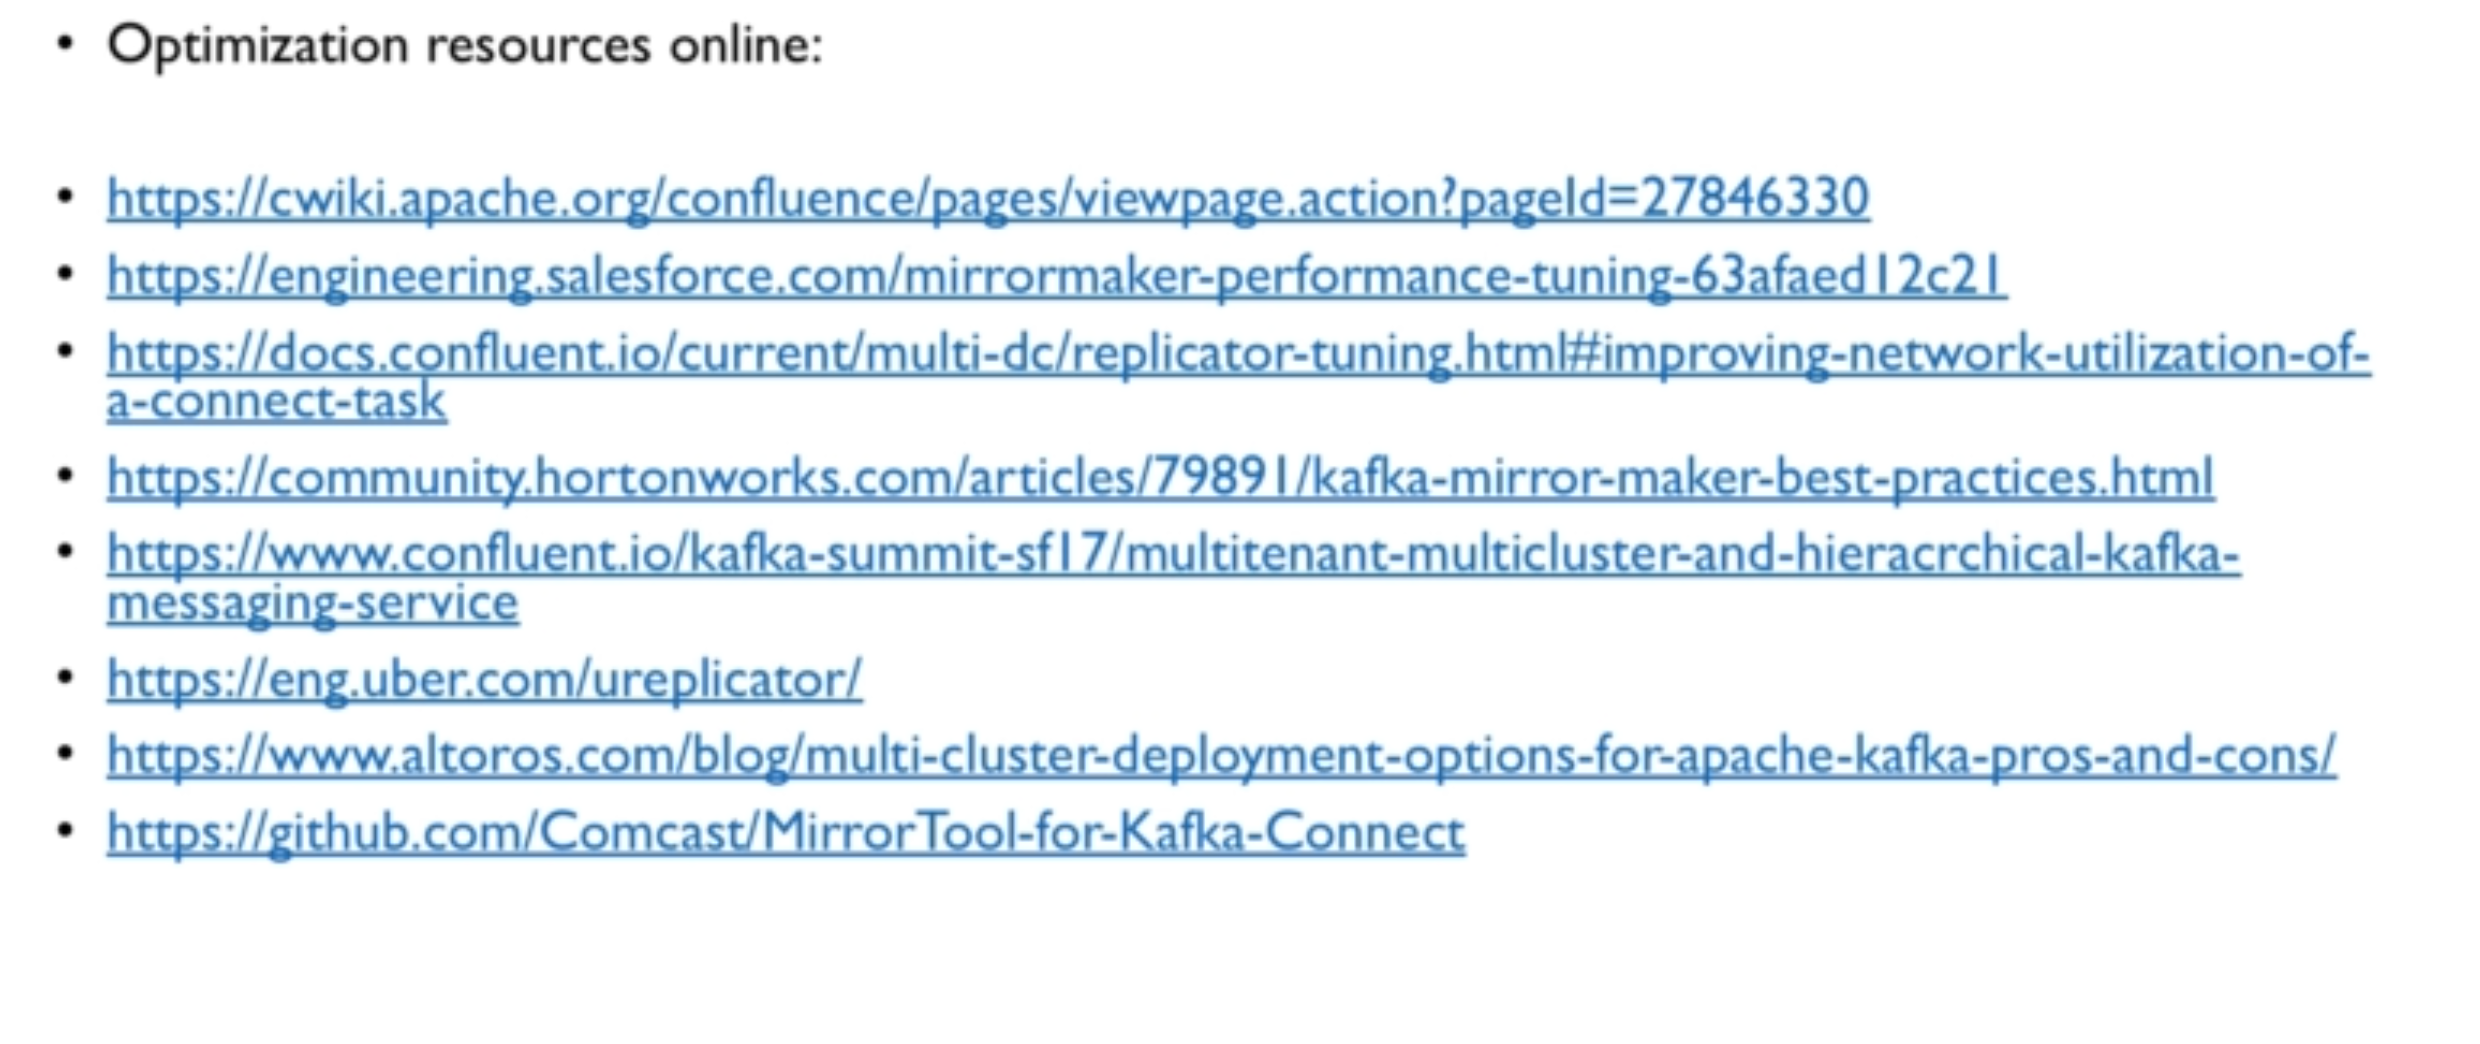 • Optimization resources online:
• https://cwiki.apache.org/confluence/pages/viewpage.action?pageId=27846330
• https://engineering.salesforce.com/mirrormaker-performance-tuning-63afaed12c21
• https://docs.confluent.io/current/multi-dc/replicator-tuning.html#improving-network-utilization-of-
a-connect-task
• https://community.hortonworks.com/articles/79891/kafka-mirror-maker-best-practices.html
• https://www.confluent.io/kafka-summit-sf17/multitenant-multicluster-and-hieracrchical-kafka-
messaging-service
• https://eng.uber.com/ureplicator/
• https://www.altoros.com/blog/multi-cluster-deployment-options-for-apache-kafka-pros-and-cons/
• https://github.com/Comcast/MirrorTool-for-Kafka-Connect